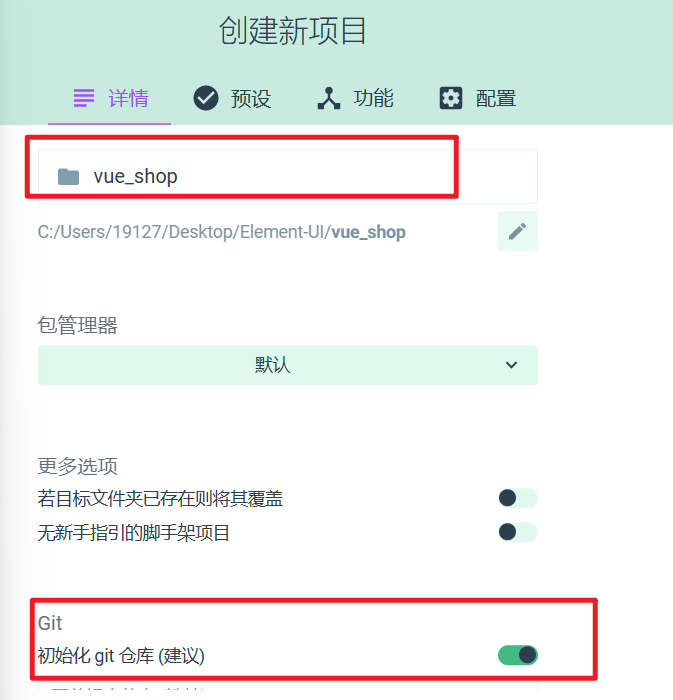 创建新项目
详情 预设 功能 配置
vue_shop
C:/Users/19127/Desktop/Element-UI/vue_shop
包管理器
默认
更多选项
若目标文件夹已存在则将其覆盖
无新手指引的脚手架项目
Git
初始化 git 仓库 (建议)